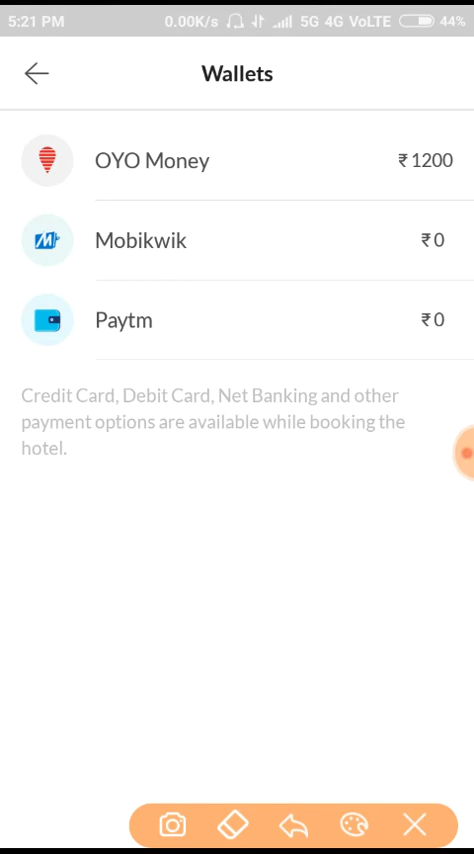 5:21 PM 0.00K/s 5G 4G VoLTE 44%
Wallets
OYO Money ₹1200
Mobikwik ₹0
Paytm ₹0
Credit Card, Debit Card, Net Banking and other
payment options are available while booking the
hotel.